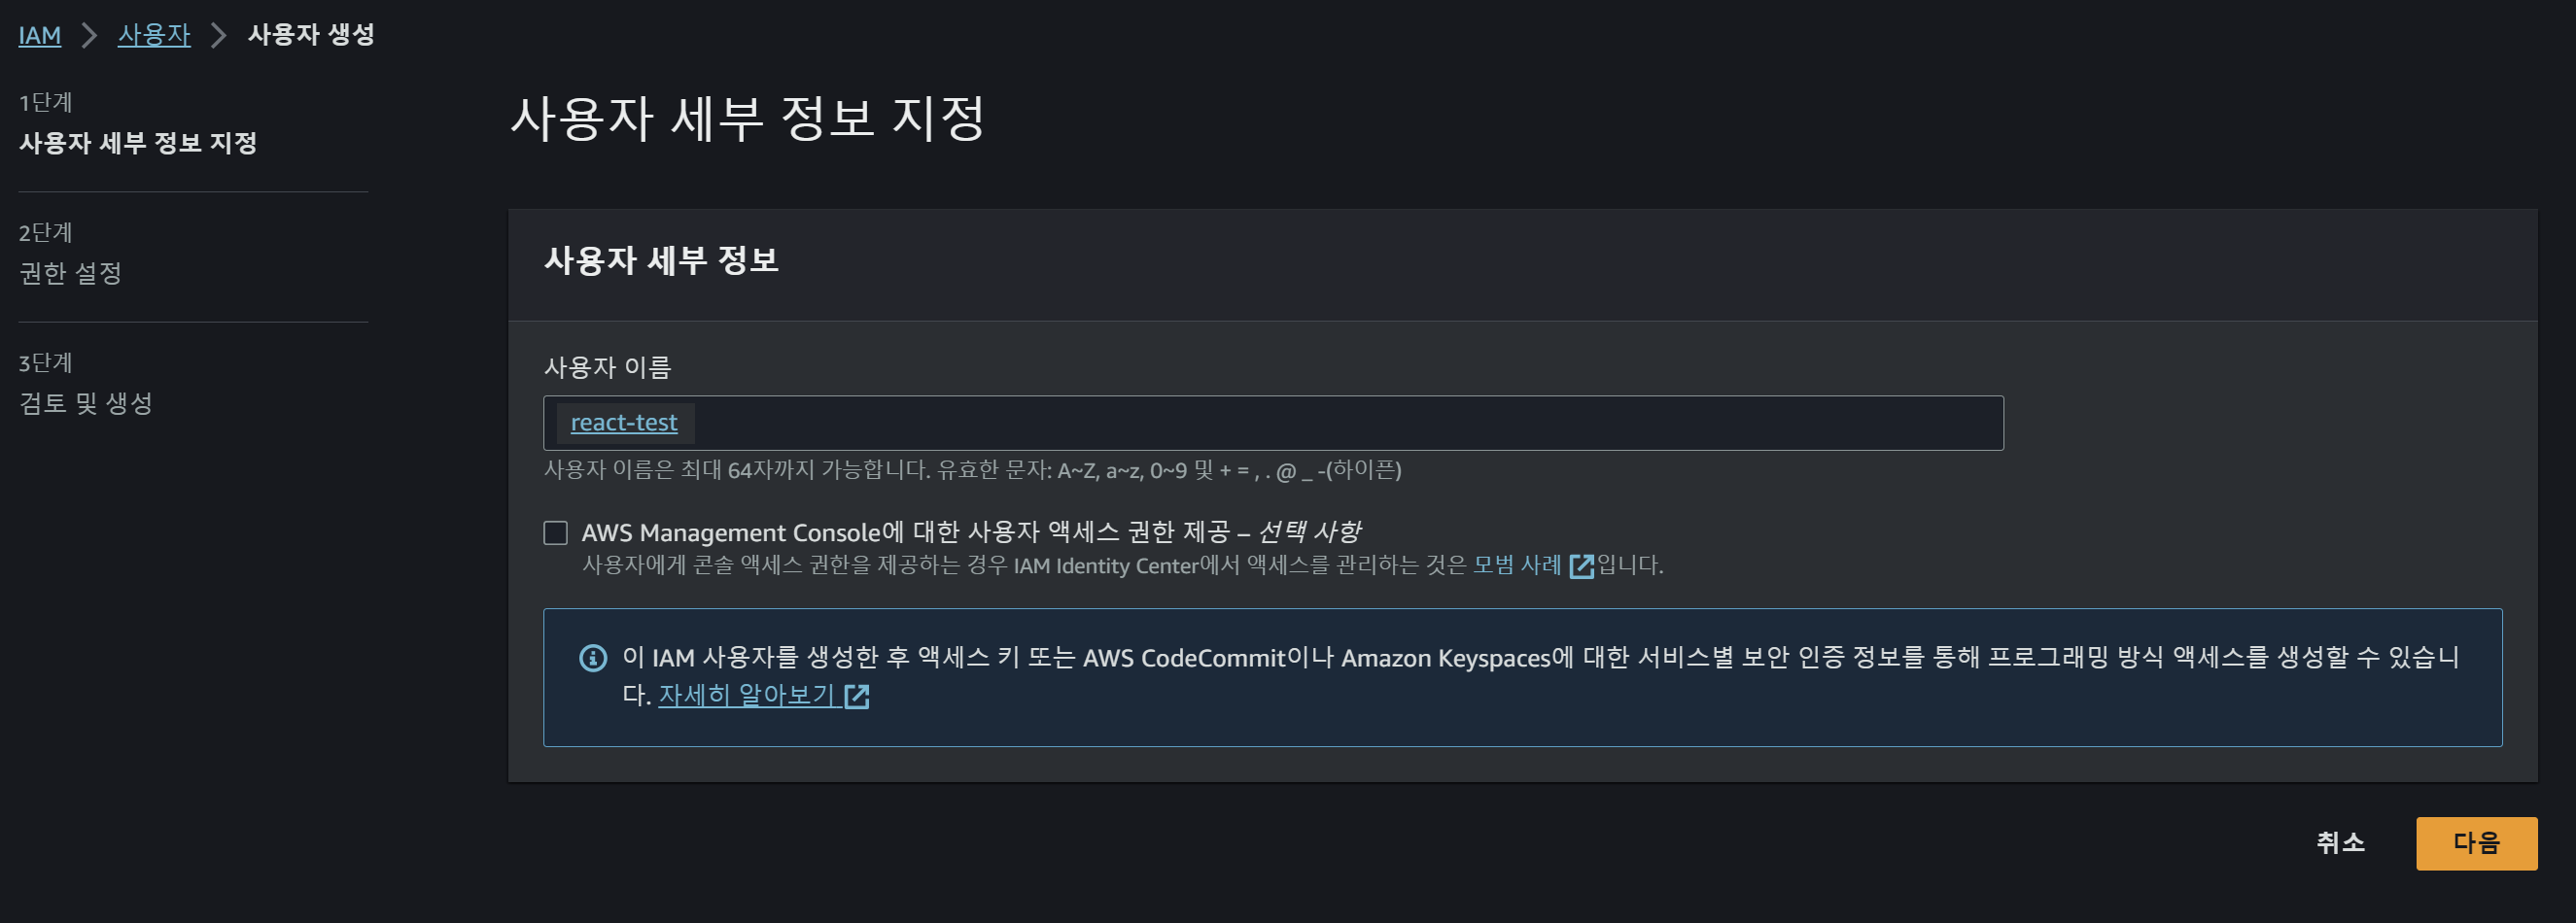 IAM > 사용자 > 사용자 생성
1단계
사용자 세부 정보 지정
2단계
권한 설정
3단계
검토 및 생성
사용자 세부 정보 지정
사용자 세부 정보
사용자 이름
react-test
사용자 이름은 최대 64자까지 가능합니다. 유효한 문자: A~Z, a~z, 0~9 및 + = , . @ _ -(하이픈)
AWS Management Console에 대한 사용자 액세스 권한 제공 – 선택 사항
사용자에게 콘솔 액세스 권한을 제공하는 경우 IAM Identity Center에서 액세스를 관리하는 것은 모범 사례입니다.
이 IAM 사용자를 생성한 후 액세스 키 또는 AWS CodeCommit이나 Amazon Keyspaces에 대한 서비스별 보안 인증 정보를 통해 프로그래밍 방식 액세스를 생성할 수 있습니
다. 자세히 알아보기
취소
다음